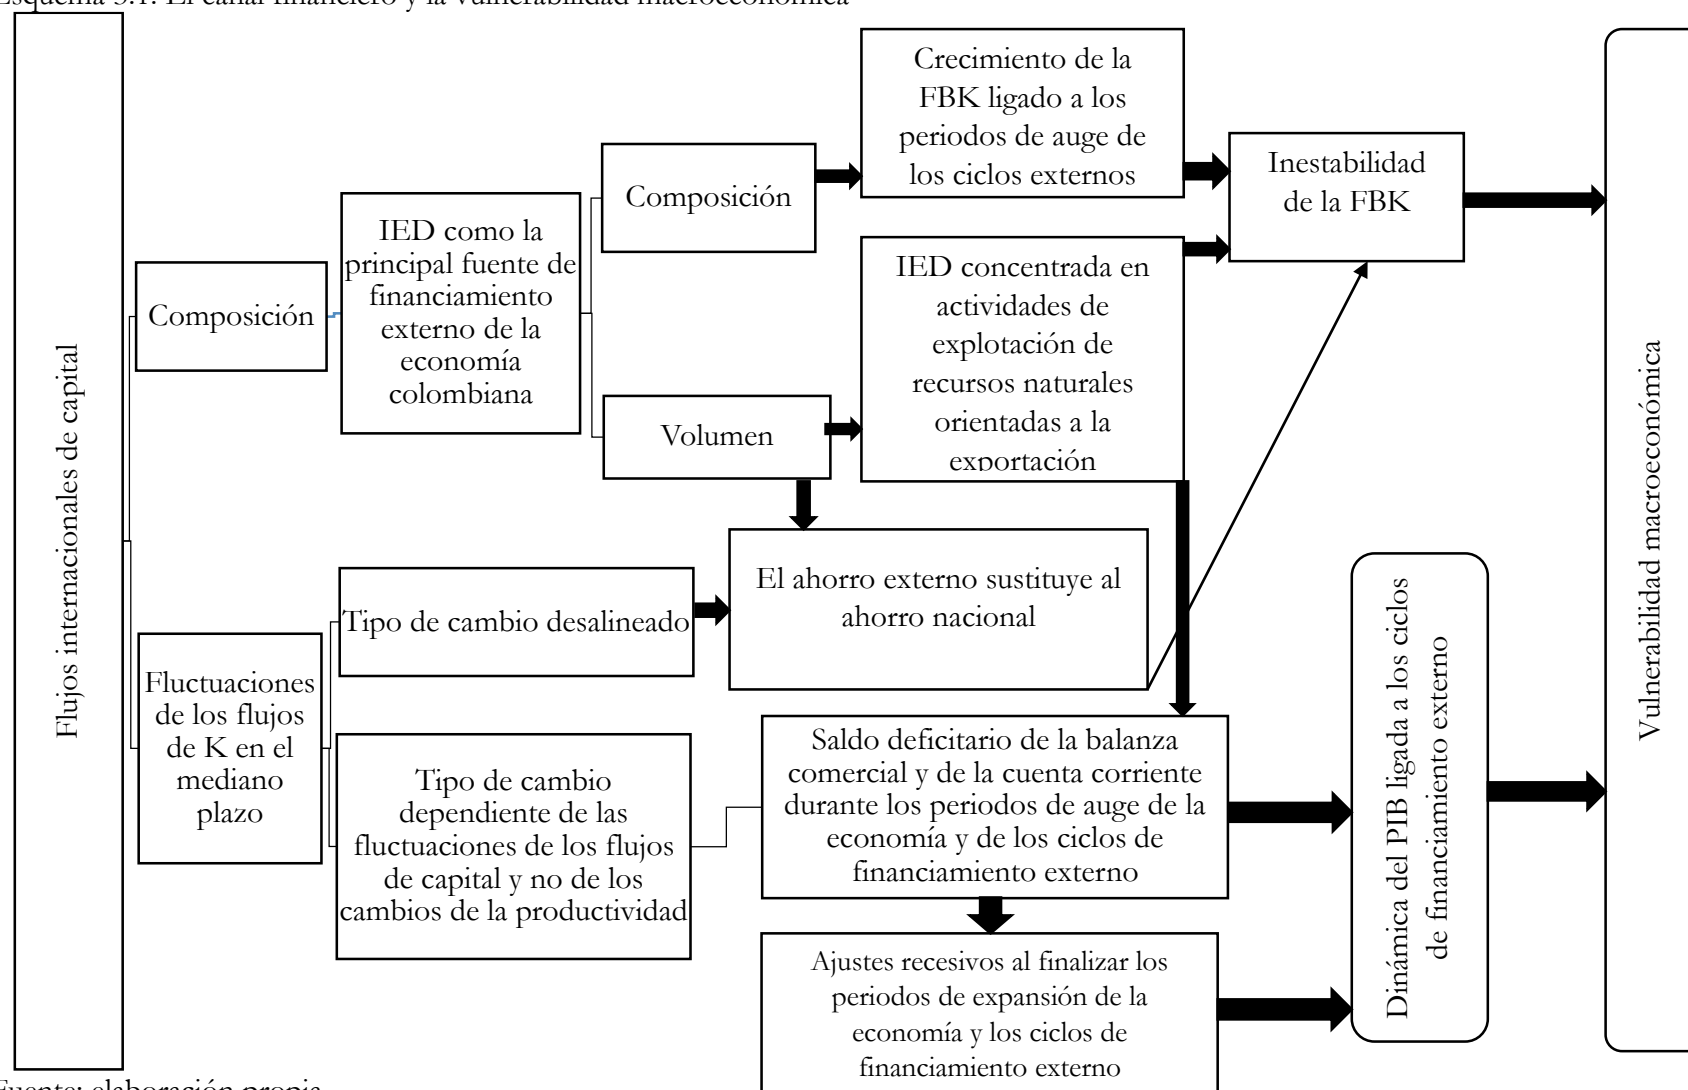 Esquema 3.1. El canal financiero y la vulnerabilidad macroeconómica
Flujos internacionales de capital
Composición
IED como la
principal fuente de
financiamiento
externo de la
economía
colombiana
Composición
Crecimiento de la
FBK ligado a los
periodos de auge de
los ciclos externos
Inestabilidad
de la FBK
Volumen
IED concentrada en
actividades de
explotación de
recursos naturales
orientadas a la
exportación
El ahorro externo sustituye al
ahorro nacional
Fluctuaciones
de los flujos
de K en el
mediano
plazo
Tipo de cambio desalineado
Tipo de cambio
dependiente de las
fluctuaciones de los flujos
de capital y no de los
cambios de la productividad
Saldo deficitario de la balanza
comercial y de la cuenta corriente
durante los periodos de auge de la
economía y de los ciclos de
financiamiento externo
Ajustes recesivos al finalizar los
periodos de expansión de la
economía y los ciclos de
financiamiento externo
Dinámica del PIB ligada a los ciclos
de financiamiento externo
Vulnerabilidad macroeconómica
Fuente: elaboración propia